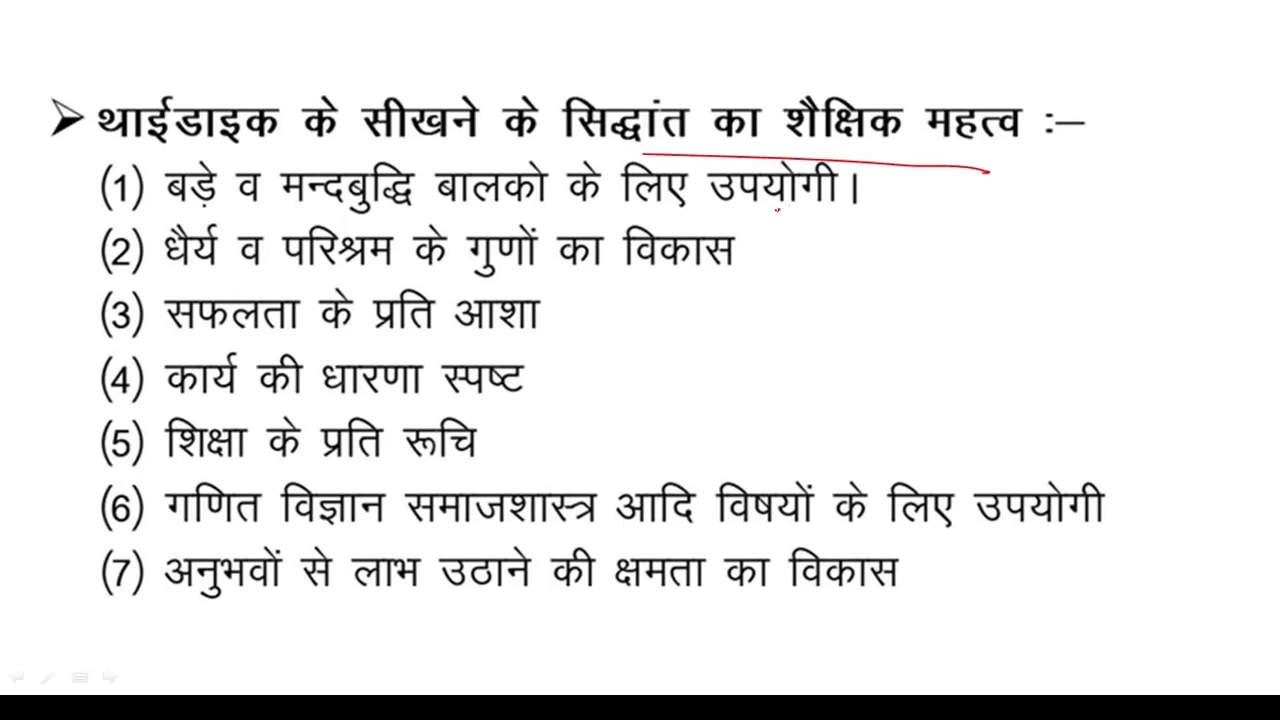 ➢ थाईडाइक के सीखने के सिद्धांत का शैक्षिक महत्व :–
(1) बड़े व मन्दबुद्धि बालको के लिए उपयोगी।
(2) धैर्य व परिश्रम के गुणों का विकास
(3) सफलता के प्रति आशा
(4) कार्य की धारणा स्पष्ट
(5) शिक्षा के प्रति रूचि
(6) गणित विज्ञान समाजशास्त्र आदि विषयों के लिए उपयोगी
(7) अनुभवों से लाभ उठाने की क्षमता का विकास